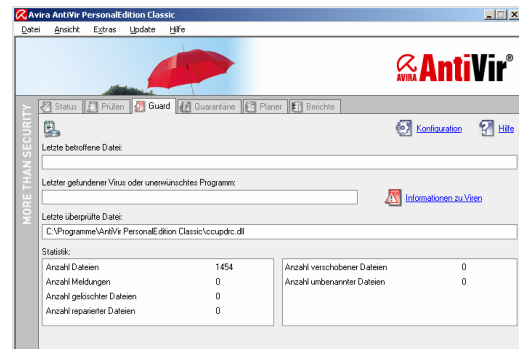 Avira AntiVir PersonalEdition Classic
Datei Ansicht Extras Update Hilfe
AVIRA AntiVir®
MORE THAN SECURITY
Status Prüfen Guard Quarantäne Planer Berichte
Konfiguration Hilfe
Letzte betroffene Datei:
Letzter gefundener Virus oder unerwünschtes Programm:
Informationen zu Viren
Letzte überprüfte Datei:
C:\Programme\AntiVir PersonalEdition Classic\ccupdrc.dll
Statistik:
Anzahl Dateien 1454 Anzahl verschobener Dateien 0
Anzahl Meldungen 0 Anzahl umbenannter Dateien 0
Anzahl gelöschter Dateien 0
Anzahl reparierter Dateien 0